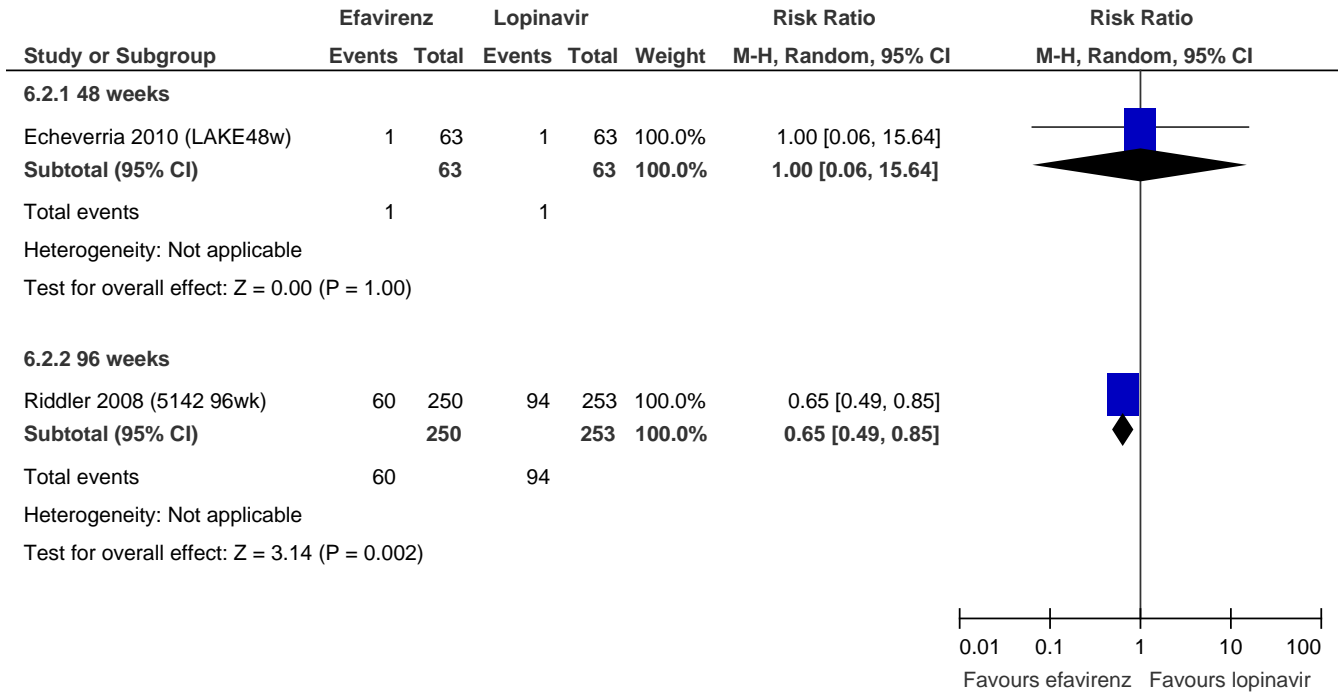 Efavirenz Lopinavir Risk Ratio Risk Ratio
Study or Subgroup Events Total Events Total Weight M-H, Random, 95% CI M-H, Random, 95% CI
6.2.1 48 weeks
Echeverria 2010 (LAKE48w) 1 63 1 63 100.0% 1.00 [0.06, 15.64]
Subtotal (95% CI) 63 63 100.0% 1.00 [0.06, 15.64]
Total events 1 1
Heterogeneity: Not applicable
Test for overall effect: Z = 0.00 (P = 1.00)
6.2.2 96 weeks
Riddler 2008 (5142 96wk) 60 250 94 253 100.0% 0.65 [0.49, 0.85]
Subtotal (95% CI) 250 253 100.0% 0.65 [0.49, 0.85]
Total events 60 94
Heterogeneity: Not applicable
Test for overall effect: Z = 3.14 (P = 0.002)
0.01 0.1 1 10 100
Favours efavirenz Favours lopinavir